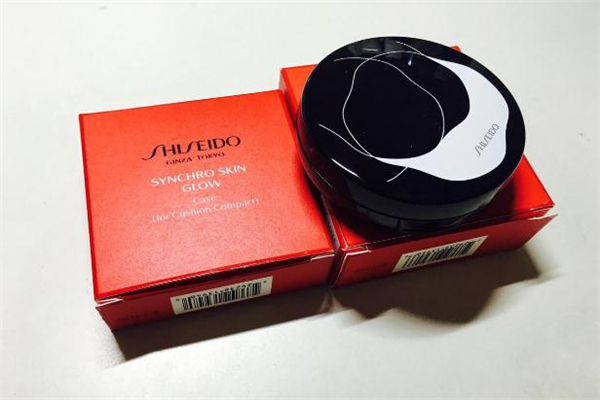 SHISEIDO
GINZA TOKYO
SYNCHRO SKIN
GLOW
Case
(for Cushion Compact)
SHISEIDO